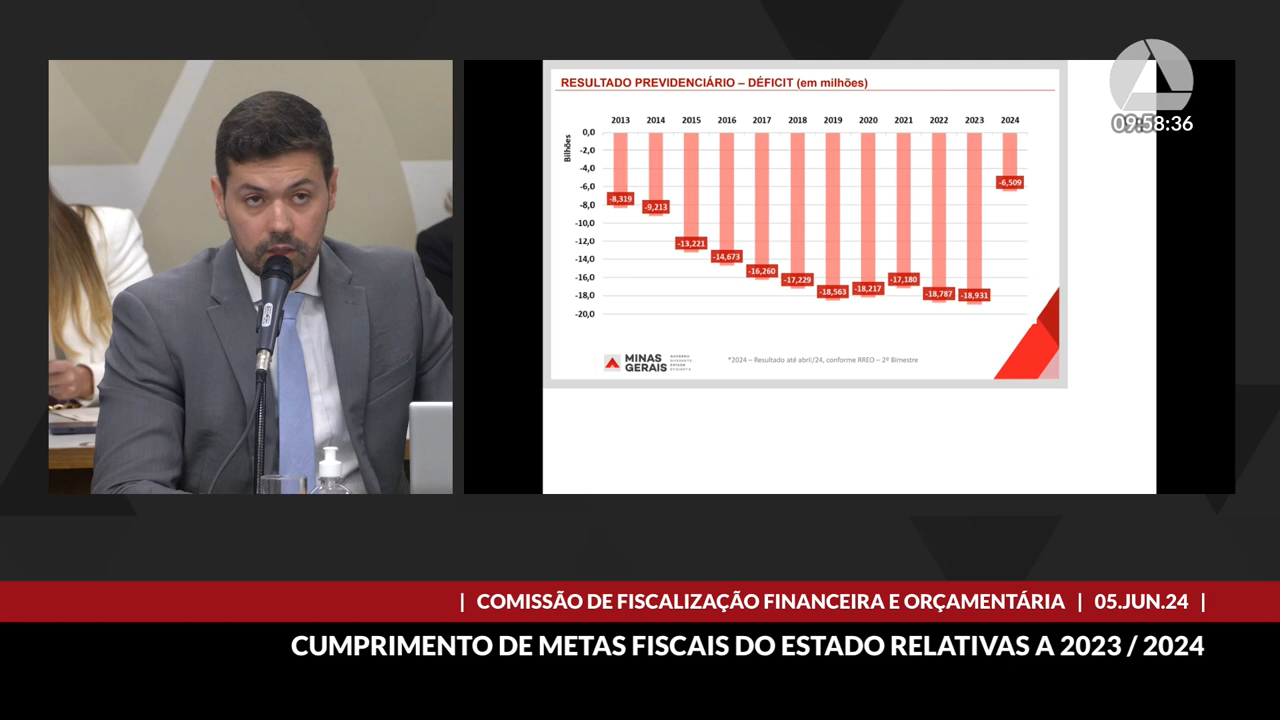 RESULTADO PREVIDENCIÁRIO – DÉFICIT (em milhões)
2013 2014 2015 2016 2017 2018 2019 2020 2021 2022 2023 2024
Bilhões
0,0
-2,0
-4,0
-6,0
-8,0
-10,0
-12,0
-14,0
-16,0
-18,0
-20,0
-8,319
-9,213
-13,221
-14,673
-16,260
-17,229
-18,563
-18,217
-17,180
-18,787
-18,931
-6,509
MINAS
GERAIS
GOVERNO
DIFERENTE
ESTADO
EFICIENTE
*2024 – Resultado até abril/24, conforme RREO – 2º Bimestre
09:58:36
| COMISSÃO DE FISCALIZAÇÃO FINANCEIRA E ORÇAMENTÁRIA | 05.JUN.24 |
CUMPRIMENTO DE METAS FISCAIS DO ESTADO RELATIVAS A 2023 / 2024